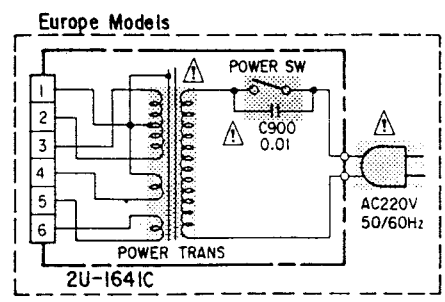 Europe Models
POWER SW
1
2
3
4
5
6
!
!
!
C900
0.01
AC220V
50/60Hz
POWER TRANS
2U-1641C